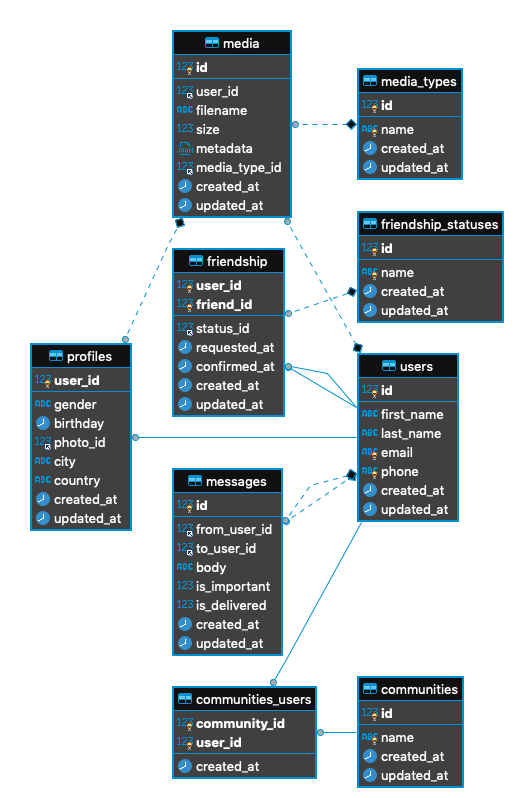 media
123 id
123 user_id
ABC filename
123 size
JSON metadata
123 media_type_id
created_at
updated_at
media_types
123 id
ABC name
created_at
updated_at
friendship_statuses
123 id
ABC name
created_at
updated_at
friendship
123 user_id
123 friend_id
123 status_id
requested_at
confirmed_at
created_at
updated_at
profiles
123 user_id
ABC gender
birthday
123 photo_id
ABC city
ABC country
created_at
updated_at
users
123 id
ABC first_name
ABC last_name
ABC email
ABC phone
created_at
updated_at
messages
123 id
123 from_user_id
123 to_user_id
ABC body
123 is_important
123 is_delivered
created_at
updated_at
communities_users
123 community_id
123 user_id
created_at
communities
123 id
ABC name
created_at
updated_at